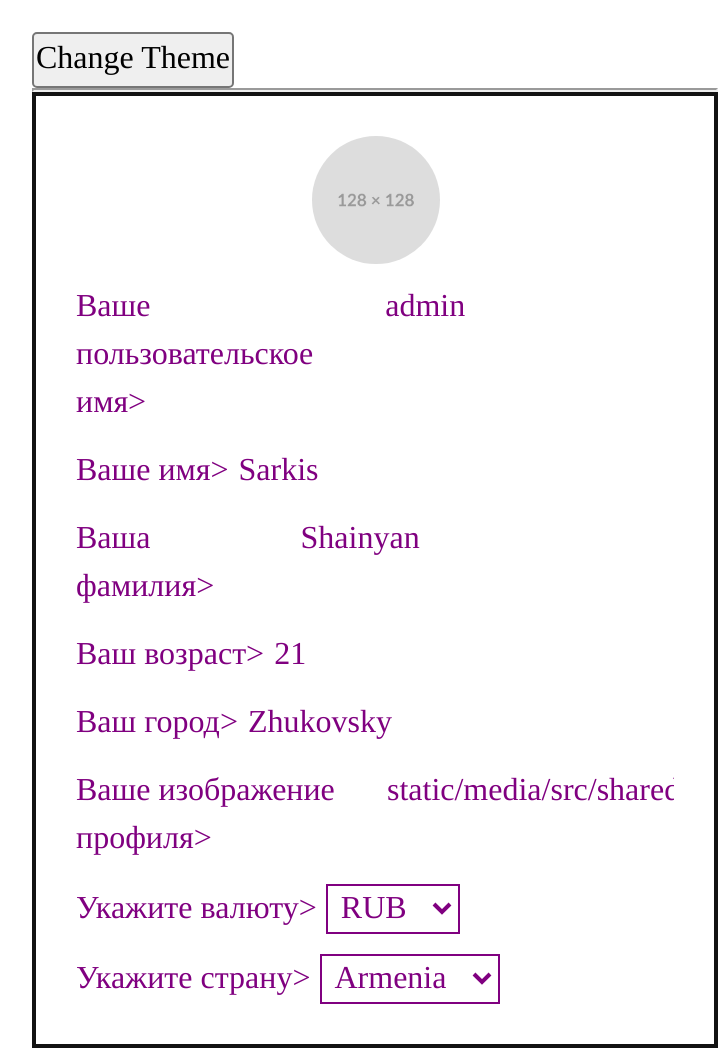 Change Theme
128 × 128
Ваше admin
пользовательское
имя>
Ваше имя> Sarkis
Ваша Shainyan
фамилия>
Ваш возраст> 21
Ваш город> Zhukovsky
Ваше изображение static/media/src/shared
профиля>
Укажите валюту> RUB
Укажите страну> Armenia